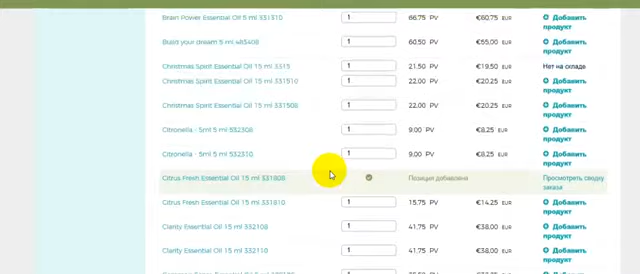 Brain Power Essential Oil 5 ml 331310 1 66.75 PV €60.75 EUR Добавить продукт
Build your dream 5 ml 463408 1 60.50 PV €55,00 EUR Добавить продукт
Christmas Spirit Essential Oil 15 ml 3315 1 21.50 PV €19.50 EUR Нет на складе
Christmas Spirit Essential Oil 15 ml 331510 1 22.00 PV €20.25 EUR Добавить продукт
Christmas Spirit Essential Oil 15 ml 331508 1 22.00 PV €20.25 EUR Добавить продукт
Citronella - 5ml 5 532308 1 9.00 PV €8.25 EUR Добавить продукт
Citronella - 5ml 5 532310 1 9.00 PV €8.25 EUR Добавить продукт
Citrus Fresh Essential Oil 15 ml 331808 Позиция добавлена Просмотреть сводку заказа
Citrus Fresh Essential Oil 15 ml 331810 1 15.75 PV €14.25 EUR Добавить продукт
Clarity Essential Oil 15 ml 332108 1 41.75 PV €38.00 EUR Добавить продукт
Clarity Essential Oil 15 ml 332110 1 41.75 PV €38.00 EUR Добавить продукт